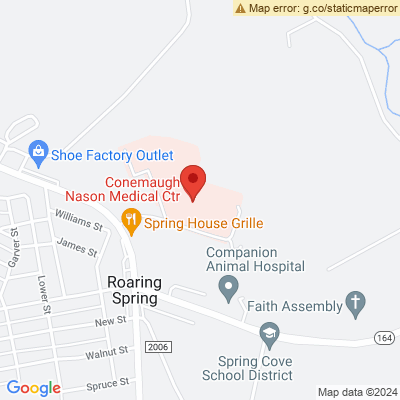 Map error: g.co/staticmaperror
Shoe Factory Outlet
Conemaugh
Nason Medical Ctr
Williams St
Spring House Grille
James St
Garver St
Lower St
Companion
Animal Hospital
Roaring
Spring
Faith Assembly
New St
164
2006
Walnut St
Spring Cove
School District
Spruce St
Google
Map data ©2024